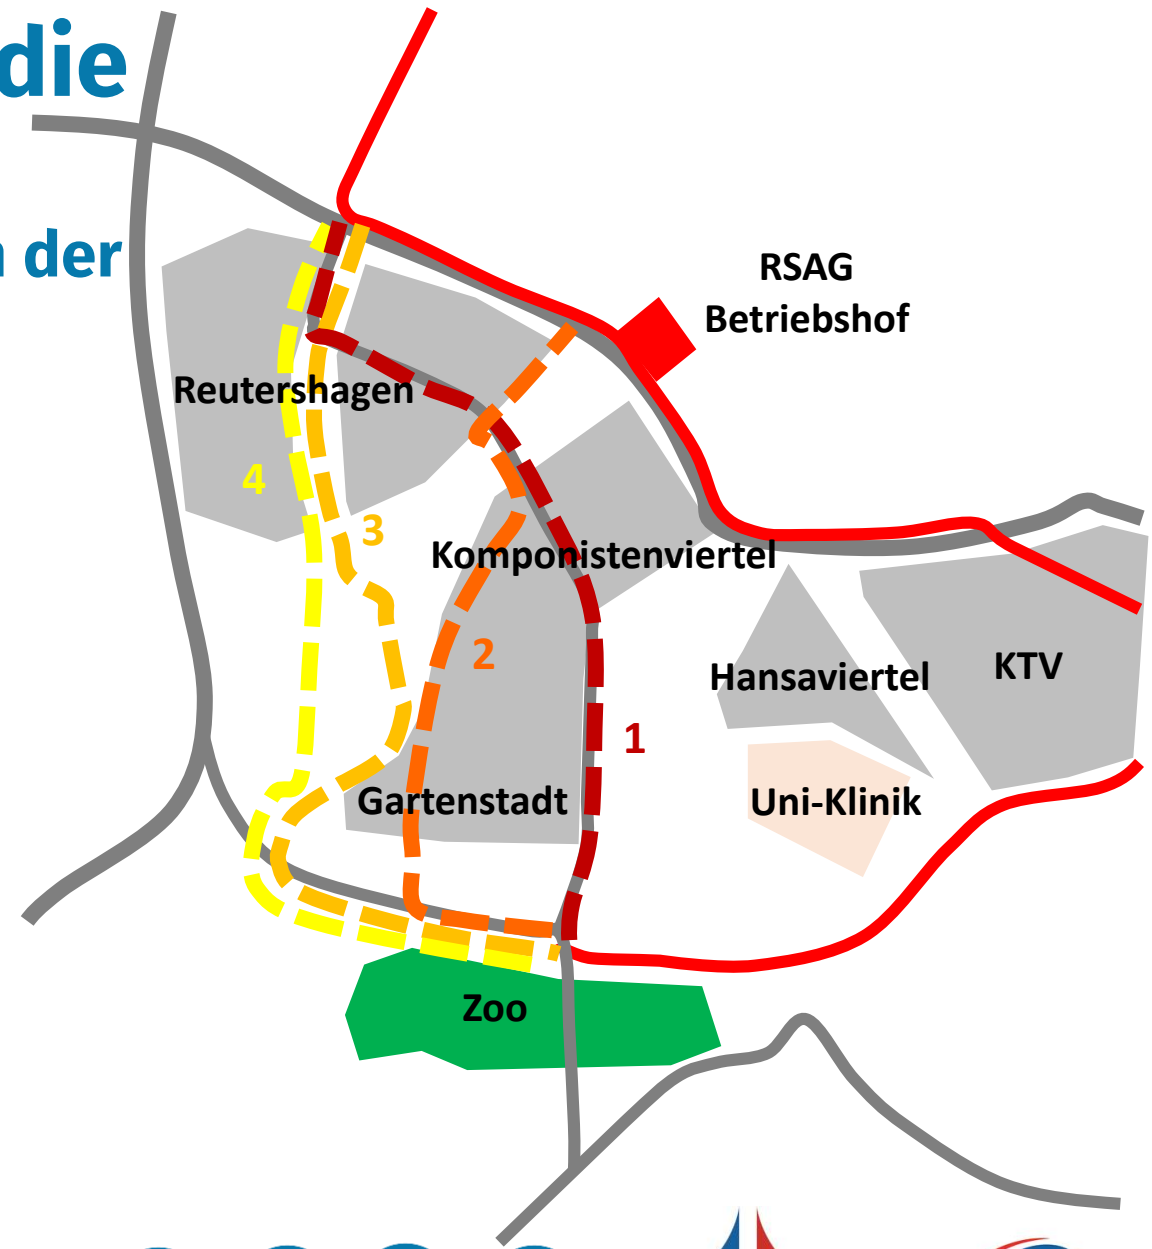 die
der
RSAG
Betriebshof
Reutershagen
4
3
Komponistenviertel
2
Hansaviertel
KTV
1
Gartenstadt
Uni-Klinik
Zoo